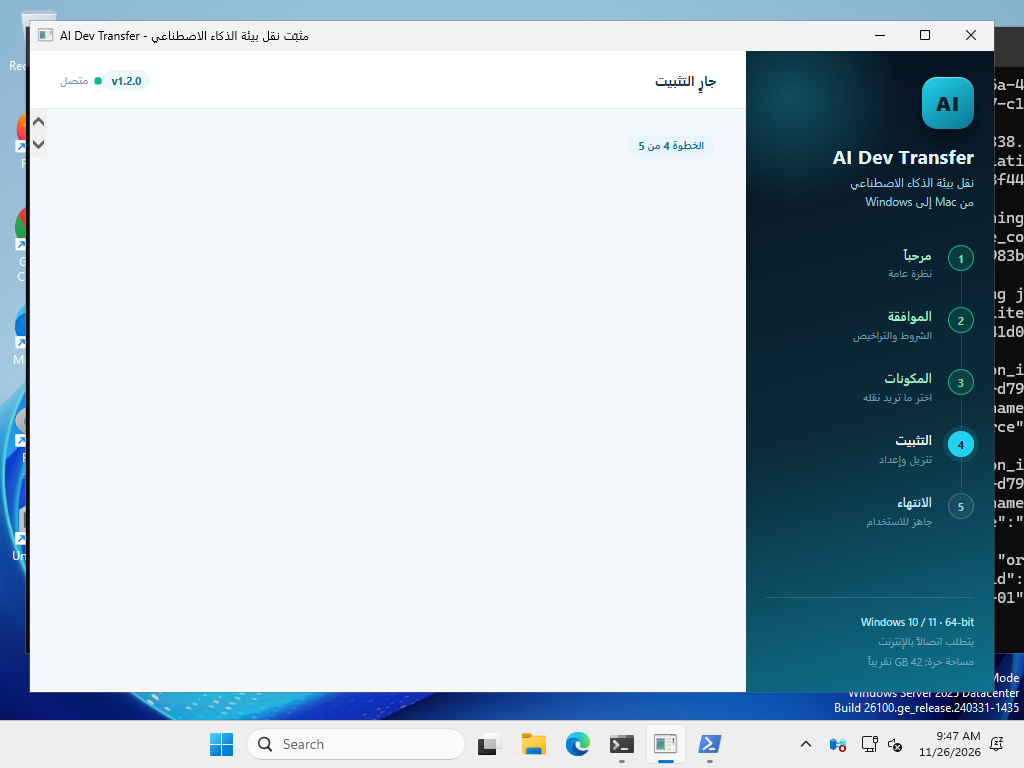 AI Dev Transfer - مثبّت نقل بيئة الذكاء الاصطناعي
جارٍ التثبيت
v1.2.0
متصل
الخطوة 4 من 5
AI
AI Dev Transfer
نقل بيئة الذكاء الاصطناعي
من Mac إلى Windows
1
مرحباً
نظرة عامة
2
الموافقة
الشروط والتراخيص
3
المكونات
اختر ما تريد نقله
4
التثبيت
تنزيل وإعداد
5
الانتهاء
جاهز للاستخدام
Windows 10 / 11 · 64-bit
يتطلب اتصالاً بالإنترنت
مساحة حرة: 42 GB تقريباً
Mode
Windows Server 2025 Datacenter
Build 26100.ge_release.240331-1435
Search
9:47 AM
11/26/2026